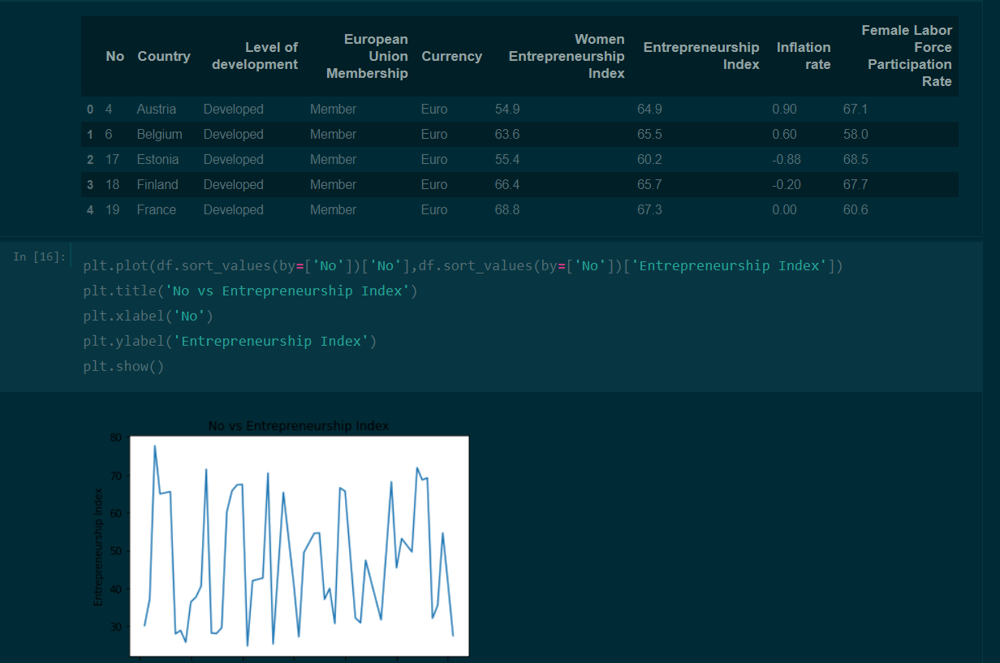 No Country Level of development European Union Membership Currency Women Entrepreneurship Index Entrepreneurship Index Inflation rate Female Labor Force Participation Rate
0 4 Austria Developed Member Euro 54.9 64.9 0.90 67.1
1 6 Belgium Developed Member Euro 63.6 65.5 0.60 58.0
2 17 Estonia Developed Member Euro 55.4 60.2 -0.88 68.5
3 18 Finland Developed Member Euro 66.4 65.7 -0.20 67.7
4 19 France Developed Member Euro 68.8 67.3 0.00 60.6
In [16]:
plt.plot(df.sort_values(by=['No'])['No'],df.sort_values(by=['No'])['Entrepreneurship Index'])
plt.title('No vs Entrepreneurship Index')
plt.xlabel('No')
plt.ylabel('Entrepreneurship Index')
plt.show()
No vs Entrepreneurship Index
Entrepreneurship Index
80
70
60
50
40
30